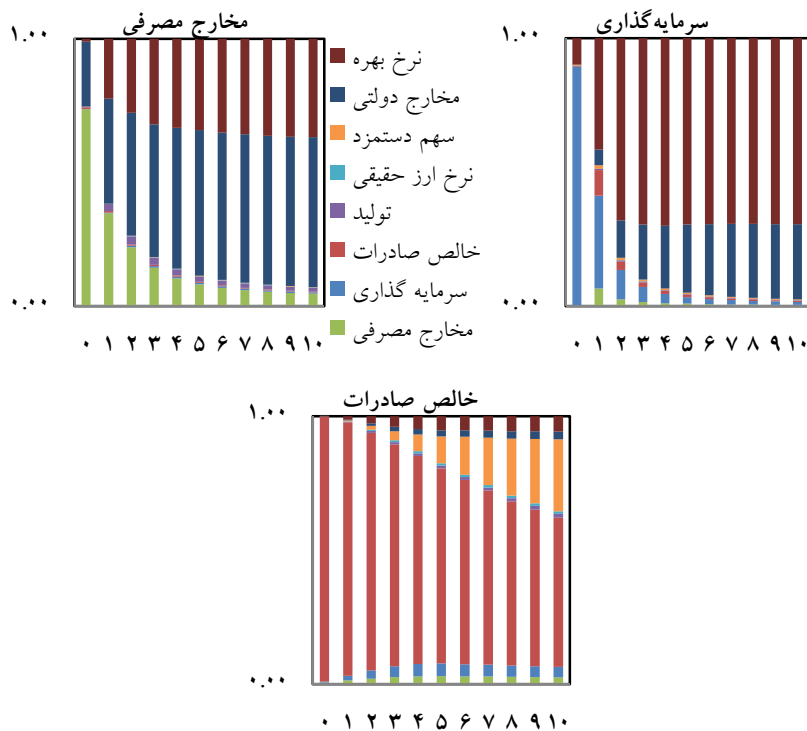 مخارج مصرفی
۱.۰۰
۰.۰۰
۰ ۱ ۲ ۳ ۴ ۵ ۶ ۷ ۸ ۹ ۱۰
نرخ بهره
مخارج دولتی
سهم دستمزد
نرخ ارز حقیقی
تولید
خالص صادرات
سرمایه گذاری
مخارج مصرفی
سرمایه‌گذاری
۱.۰۰
۰.۰۰
۰ ۱ ۲ ۳ ۴ ۵ ۶ ۷ ۸ ۹ ۱۰
خالص صادرات
۱.۰۰
۰.۰۰
۰ ۱ ۲ ۳ ۴ ۵ ۶ ۷ ۸ ۹ ۱۰